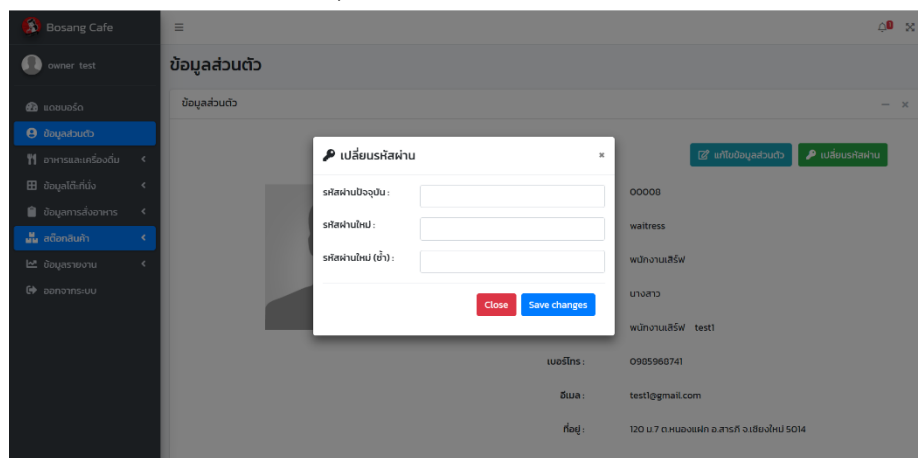 Bosang Cafe
owner test
แดชบอร์ด
ข้อมูลส่วนตัว
อาหารและเครื่องดื่ม
ข้อมูลโต๊ะที่นั่ง
ข้อมูลการสั่งอาหาร
สต๊อกสินค้า
ข้อมูลรายงาน
ออกจากระบบ
ข้อมูลส่วนตัว
ข้อมูลส่วนตัว
แก้ไขข้อมูลส่วนตัว เปลี่ยนรหัสผ่าน
เปลี่ยนรหัสผ่าน ×
รหัสผ่านปัจจุบัน :
รหัสผ่านใหม่ :
รหัสผ่านใหม่ (ซ้ำ) :
Close Save changes
00008
waitress
พนักงานเสิร์ฟ
นางสาว
พนักงานเสิร์ฟ test1
เบอร์โทร : 0985968741
อีเมล : test1@gmail.com
ที่อยู่ : 120 ม.7 ต.หนองแฝก อ.สารภี จ.เชียงใหม่ 5014